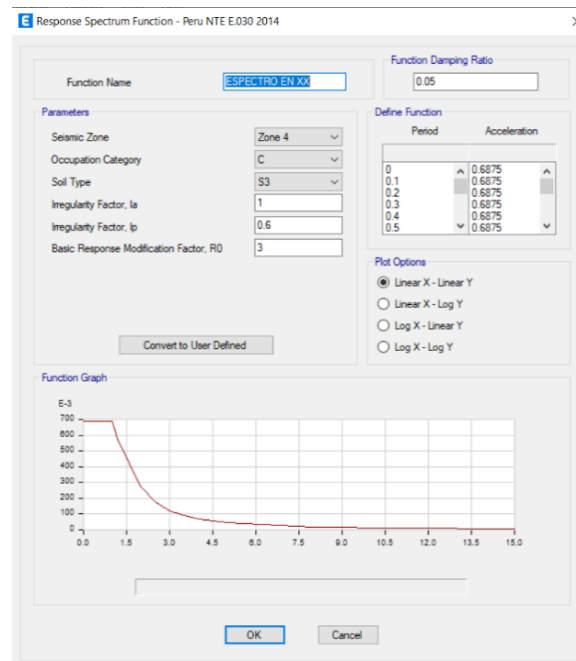 E Response Spectrum Function - Peru NTE E.030 2014
Function Damping Ratio
Function Name ESPECTRO EN XX 0.05
Parameters
Define Function
Seismic Zone Zone 4
Period Acceleration
Occupation Category C
Soil Type S3
Irregularity Factor, Ia 1
Irregularity Factor, Ip 0.6
Basic Response Modification Factor, R0 3
0 0.6875
0.1 0.6875
0.2 0.6875
0.3 0.6875
0.4 0.6875
0.5 0.6875
Plot Options
Linear X - Linear Y
Linear X - Log Y
Log X - Linear Y
Log X - Log Y
Convert to User Defined
Function Graph
E-3
700
600
500
400
300
200
100
0
0.0 1.5 3.0 4.5 6.0 7.5 9.0 10.5 12.0 13.5 15.0
OK Cancel